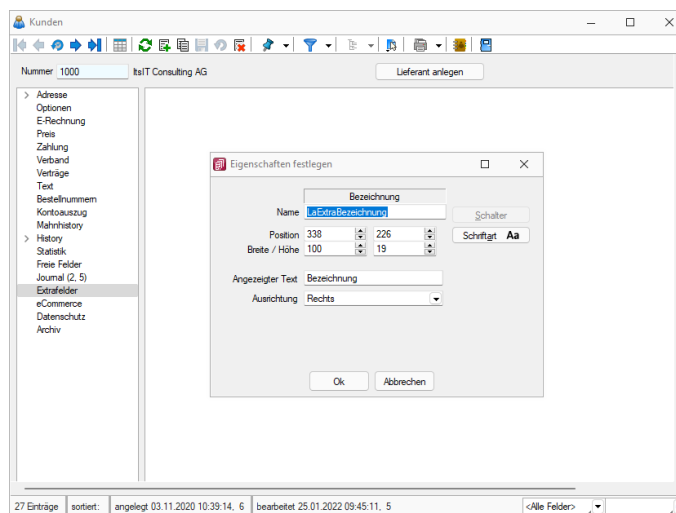 Kunden
Nummer 1000 ItsIT Consulting AG Lieferant anlegen
Adresse
Optionen
E-Rechnung
Preis
Zahlung
Verband
Verträge
Text
Bestellnummern
Kontoauszug
Mahnhistory
History
Statistik
Freie Felder
Journal (2, 5)
Extrafelder
eCommerce
Datenschutz
Archiv
Eigenschaften festlegen
Bezeichnung
Name LaExtraBezeichnung Schalter
Position 338 226 Schriftart Aa
Breite / Höhe 100 19
Angezeigter Text Bezeichnung
Ausrichtung Rechts
Ok Abbrechen
27 Einträge sortiert: angelegt 03.11.2020 10:39:14, 6 bearbeitet 25.01.2022 09:45:11, 5 <Alle Felder>